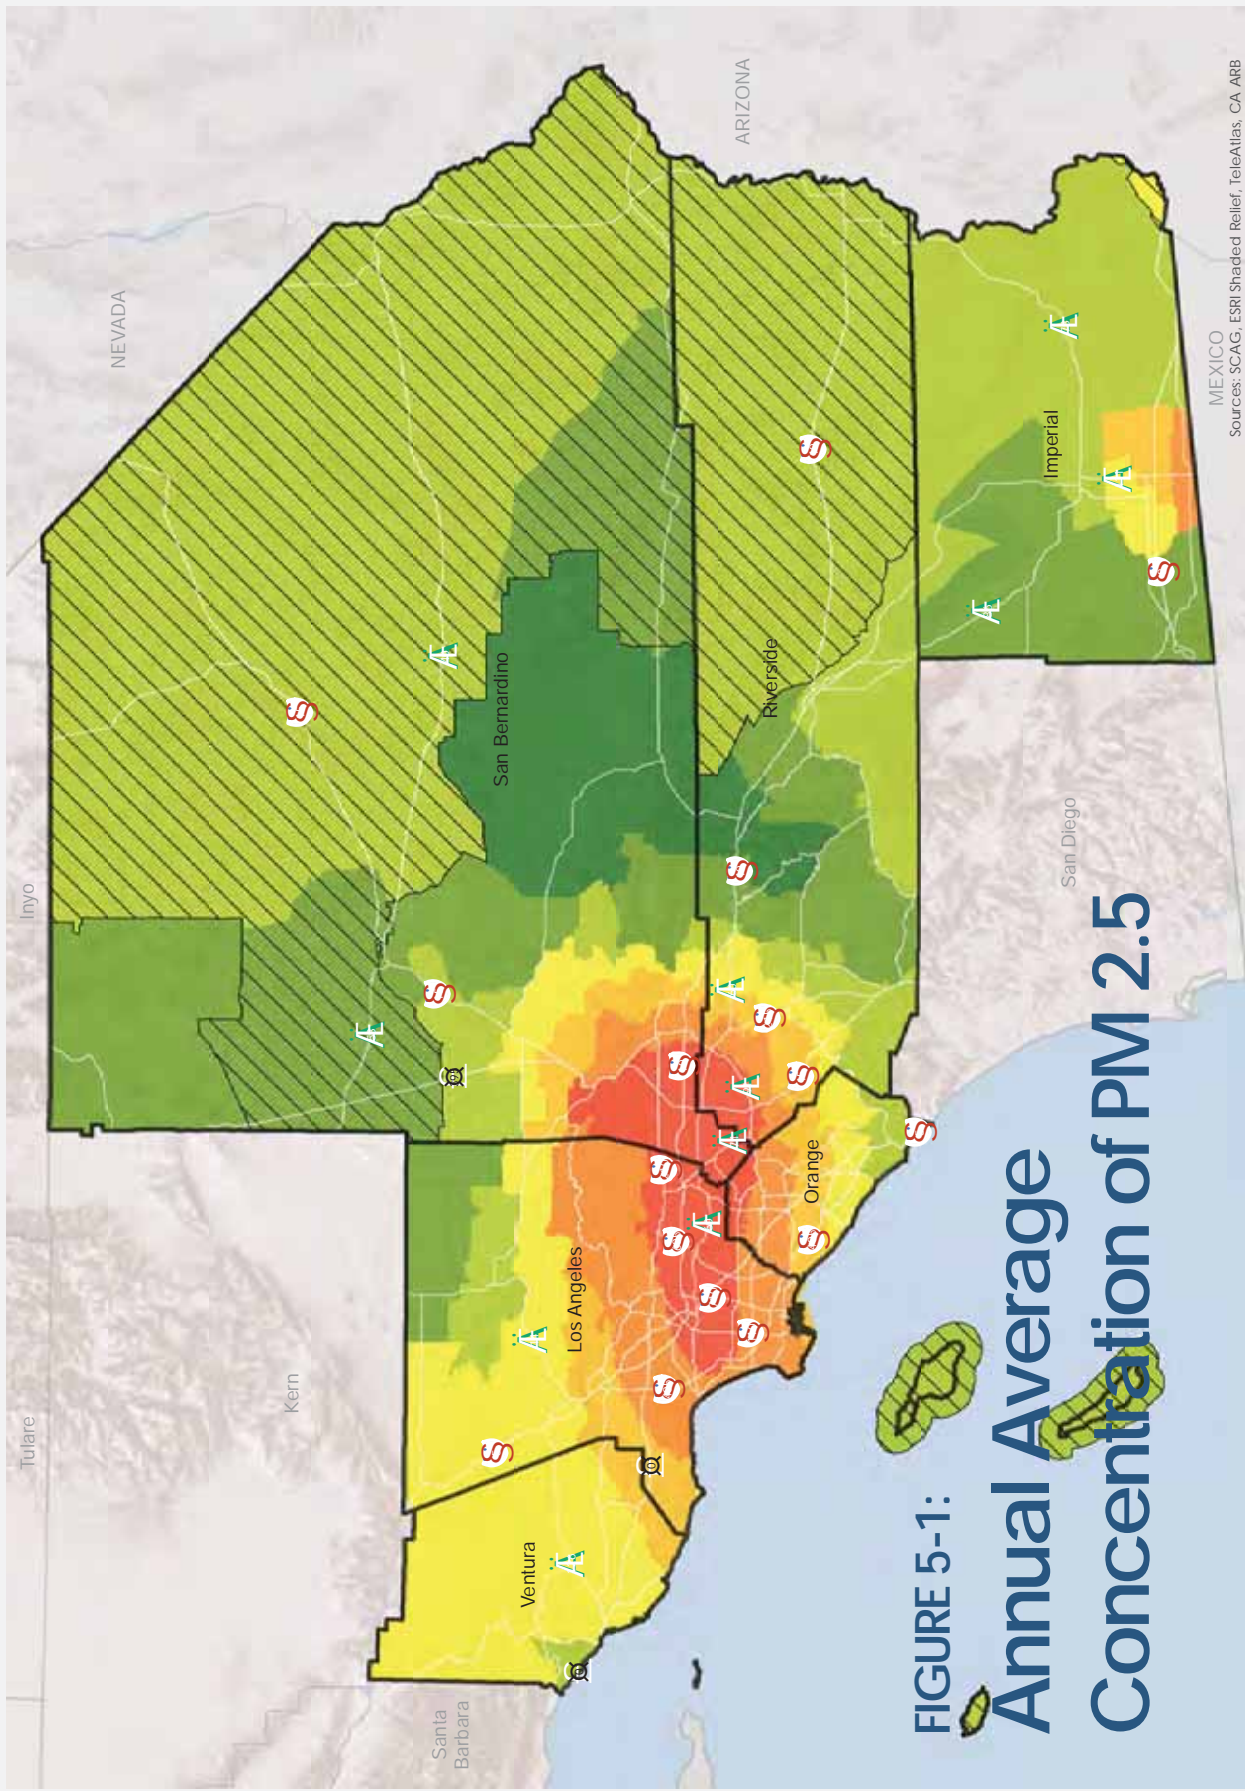 FIGURE 5-1:
Annual Average
Concentration of PM 2.5
Tulare
Inyo
NEVADA
Kern
Santa
Barbara
Ventura
Los Angeles
San Bernardino
Orange
Riverside
ARIZONA
Imperial
San Diego
MEXICO
Sources: SCAG, ESRI Shaded Relief, TeleAtlas, CA ARB